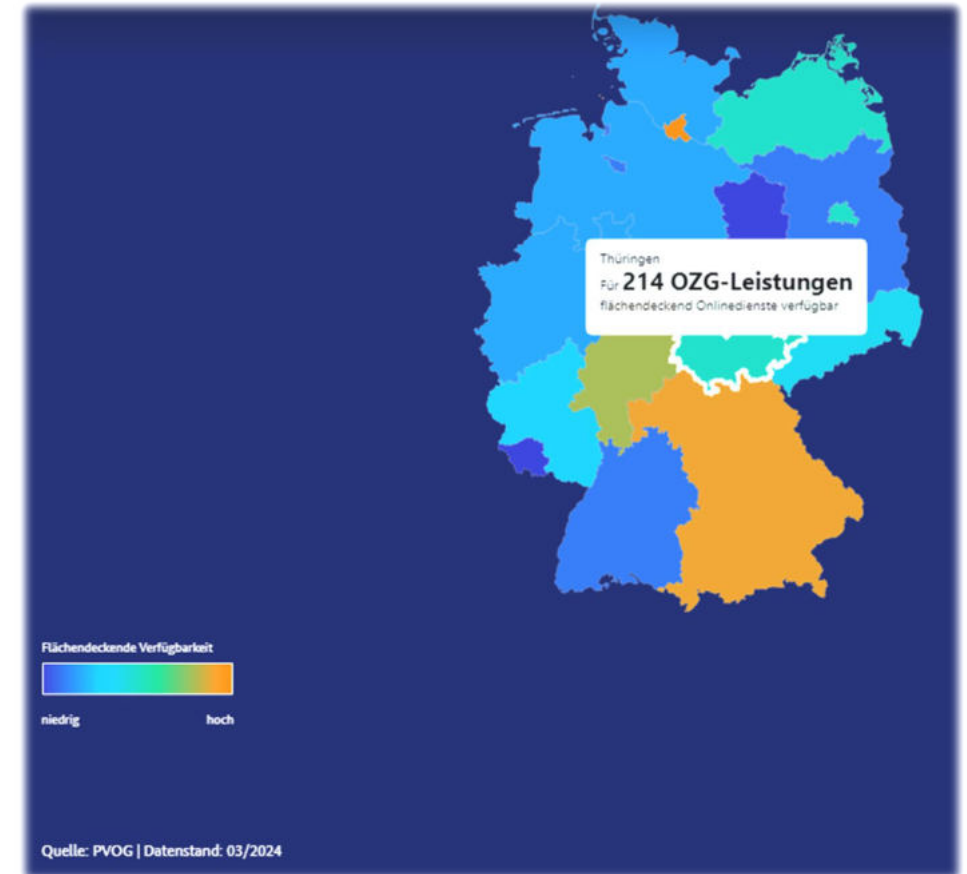 Thüringen
Für 214 OZG-Leistungen
flächendeckend Onlinedienste verfügbar
Flächendeckende Verfügbarkeit
niedrig hoch
Quelle: PVOG | Datenstand: 03/2024